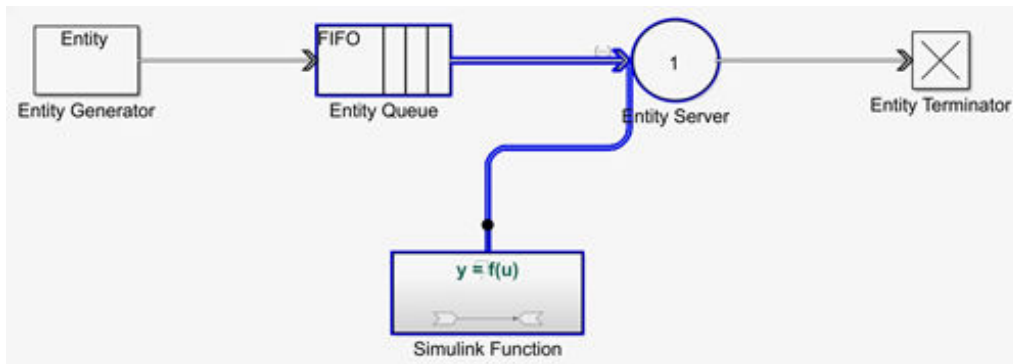 Entity
Entity Generator
FIFO
Entity Queue
1
Entity Server
Entity Terminator
y = f(u)
Simulink Function